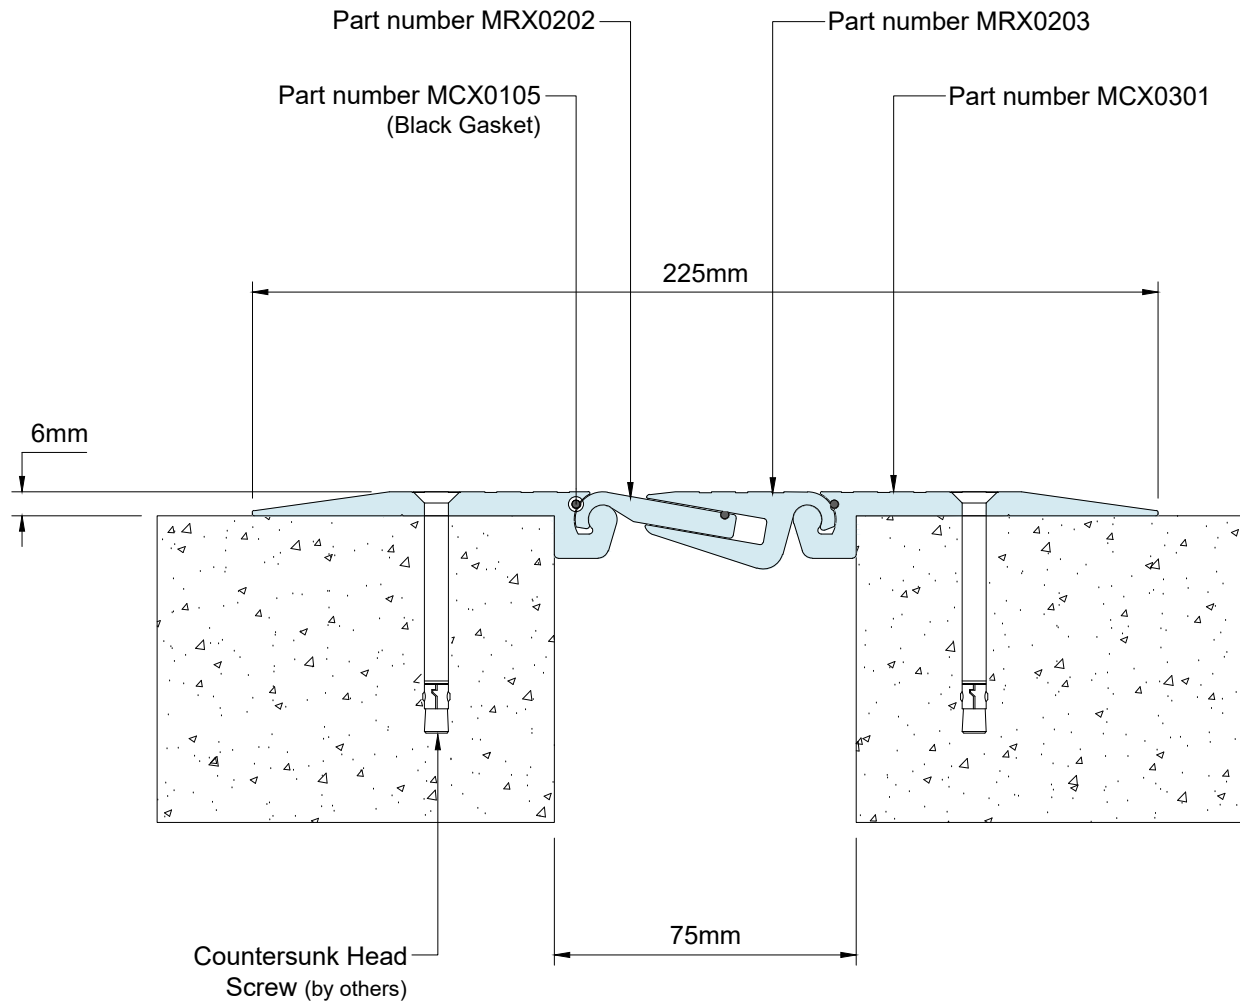 Part number MRX0202
Part number MRX0203
Part number MCX0105
(Black Gasket)
Part number MCX0301
225mm
6mm
75mm
Countersunk Head
Screw (by others)